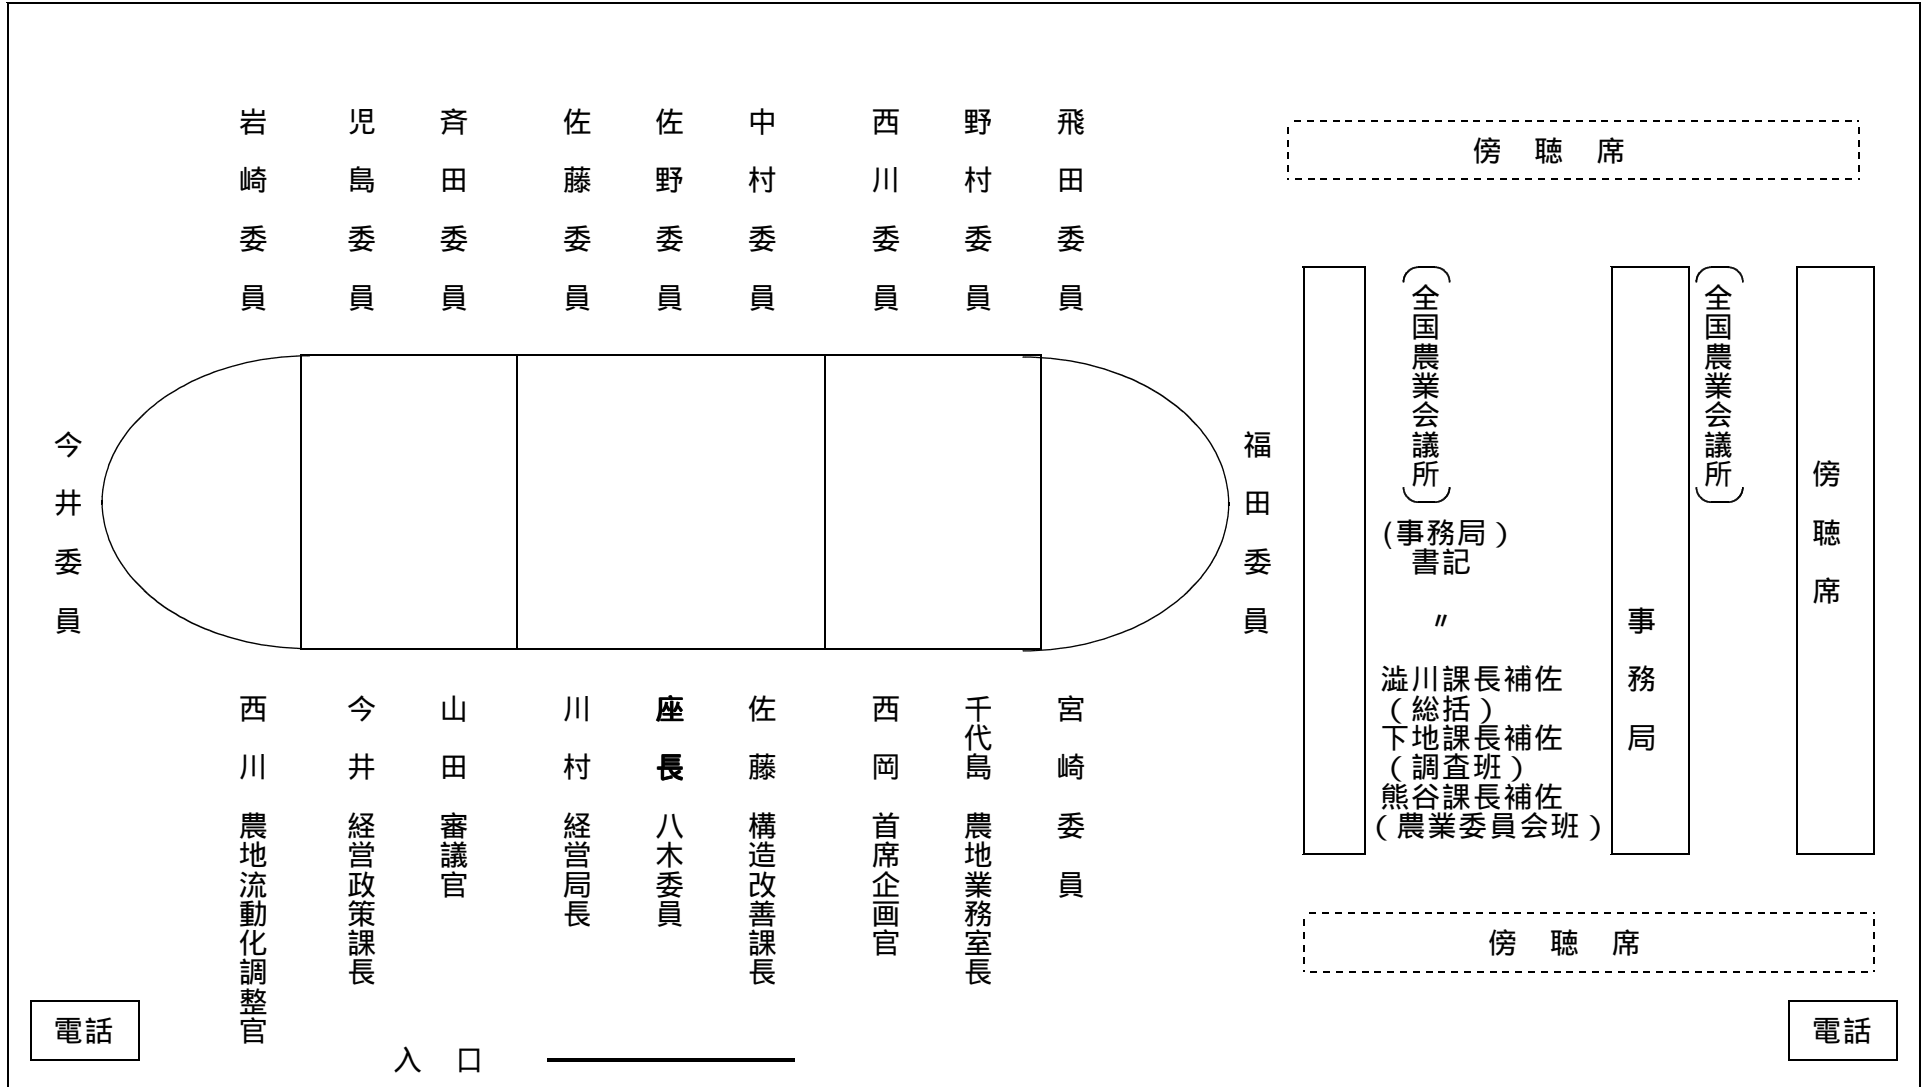 岩崎委員
児島委員
斉田委員
佐藤委員
佐野委員
中村委員
西川委員
野村委員
飛田委員
傍聴席
今井委員
福田委員
(全国農業会議所)
(事務局)
書記
〃
澁川課長補佐
(総括)
下地課長補佐
(調査班)
熊谷課長補佐
(農業委員会班)
事務局
(全国農業会議所)
傍聴席
西川 農地流動化調整官
今井 経営政策課長
山田 審議官
川村 経営局長
座長 八木委員
佐藤 構造改善課長
西岡 首席企画官
千代島 農地業務室長
宮崎委員
傍聴席
電話
入口
電話